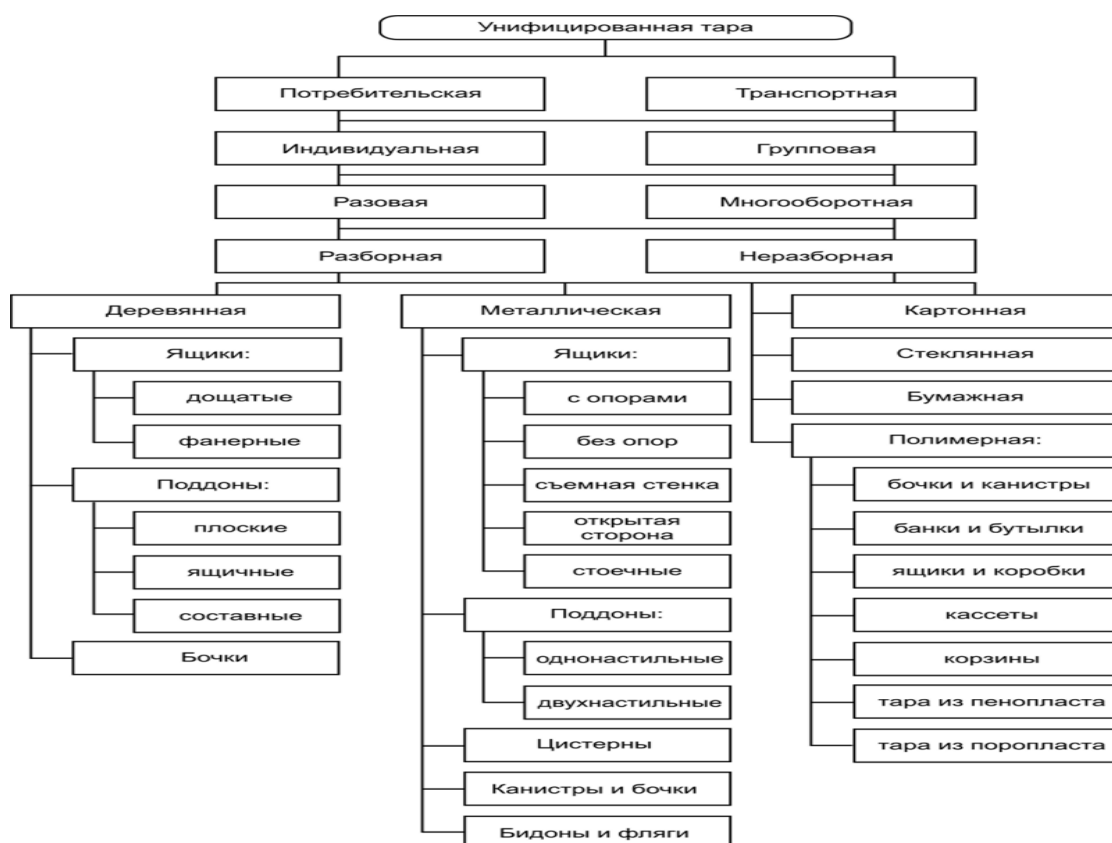 Унифицированная тара
Потребительская
Транспортная
Индивидуальная
Групповая
Разовая
Многооборотная
Разборная
Неразборная
Деревянная
Ящики:
дощатые
фанерные
Поддоны:
плоские
ящичные
составные
Бочки
Металлическая
Ящики:
с опорами
без опор
съемная стенка
открытая
сторона
стоечные
Поддоны:
однонастильные
двухнастильные
Цистерны
Канистры и бочки
Бидоны и фляги
Картонная
Стеклянная
Бумажная
Полимерная:
бочки и канистры
банки и бутылки
ящики и коробки
кассеты
корзины
тара из пенопласта
тара из поропласта